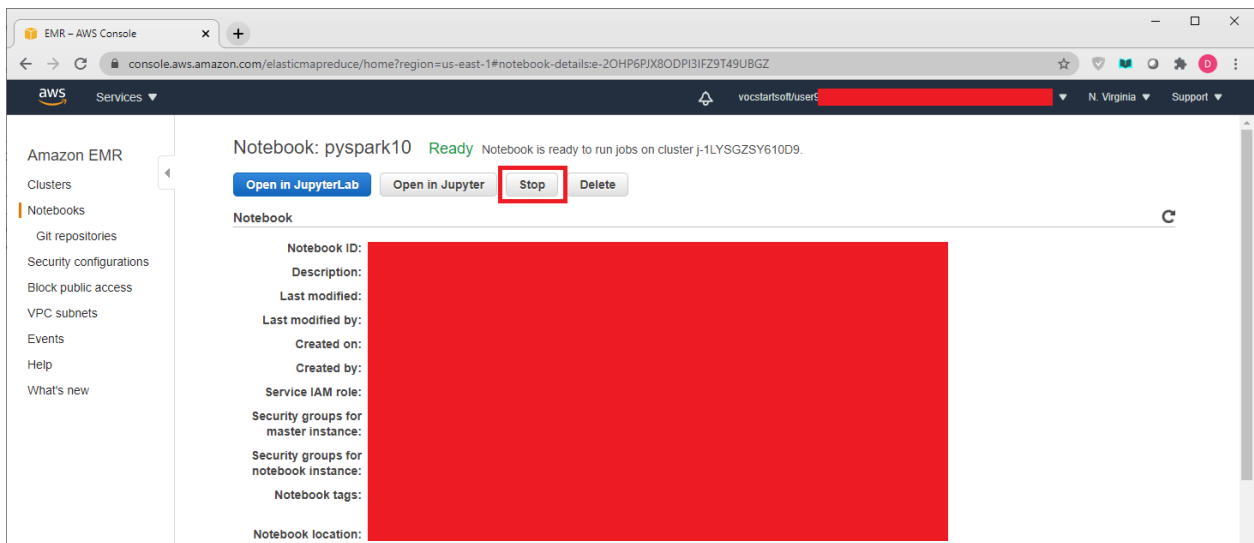 EMR – AWS Console
console.aws.amazon.com/elasticmapreduce/home?region=us-east-1#notebook-details:e-2OHP6PJX8ODPI3IFZ9T49UBGZ
D
aws Services ▼ vocstartsoft/user9 ▼ N. Virginia ▼ Support ▼
Amazon EMR
Clusters
Notebooks
Git repositories
Security configurations
Block public access
VPC subnets
Events
Help
What's new
Notebook: pyspark10 Ready Notebook is ready to run jobs on cluster j-1LYSGZSY610D9.
Open in JupyterLab Open in Jupyter Stop Delete
Notebook
Notebook ID:
Description:
Last modified:
Last modified by:
Created on:
Created by:
Service IAM role:
Security groups for
master instance:
Security groups for
notebook instance:
Notebook tags:
Notebook location: